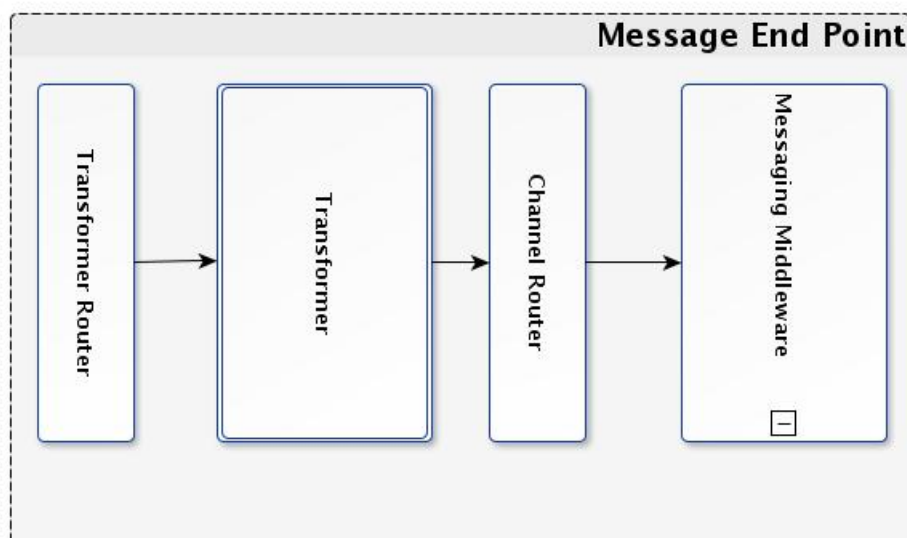 Message End Point
Transformer Router
Transformer
Channel Router
Messaging Middleware